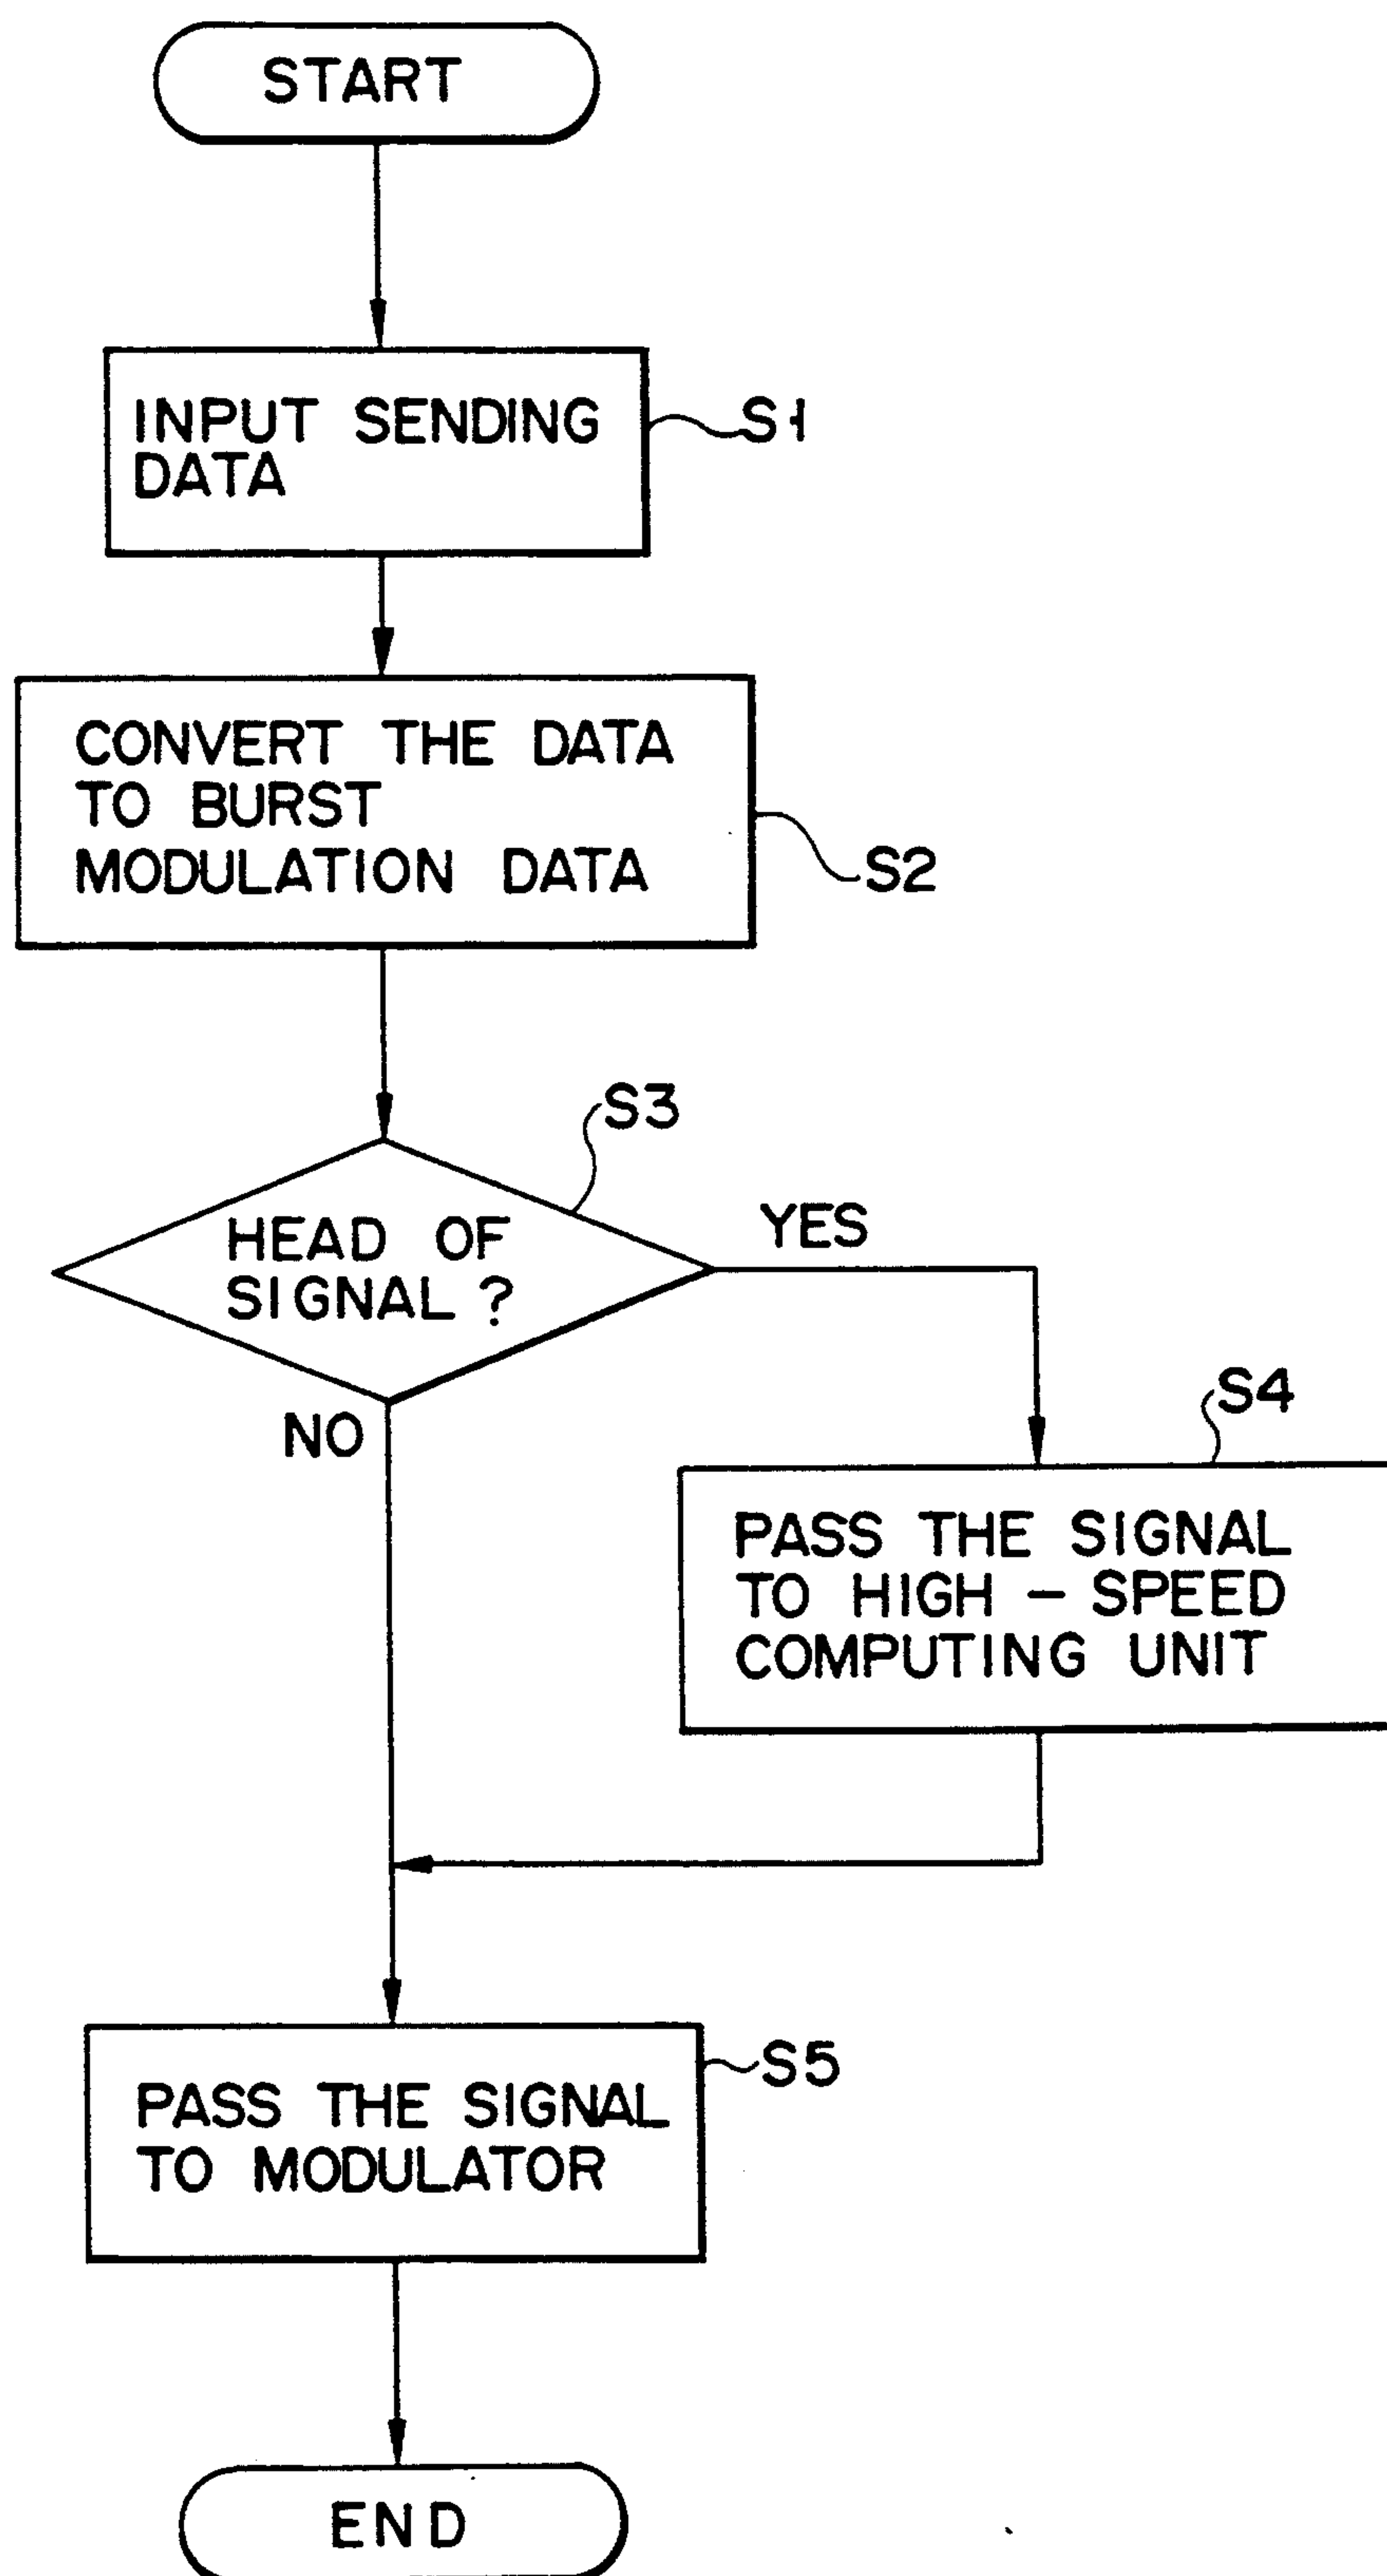 START
INPUT SENDING
DATA
S1
CONVERT THE DATA
TO BURST
MODULATION DATA
S2
S3
HEAD OF
SIGNAL ?
YES
NO
S4
PASS THE SIGNAL
TO HIGH - SPEED
COMPUTING UNIT
PASS THE SIGNAL
TO MODULATOR
S5
END